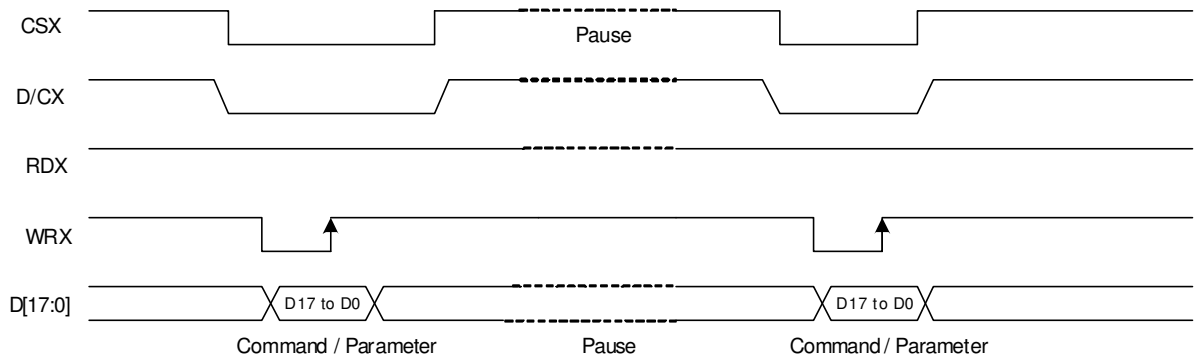 CSX
Pause
D/CX
RDX
WRX
D[17:0]
D17 to D0
D17 to D0
Command / Parameter
Pause
Command / Parameter